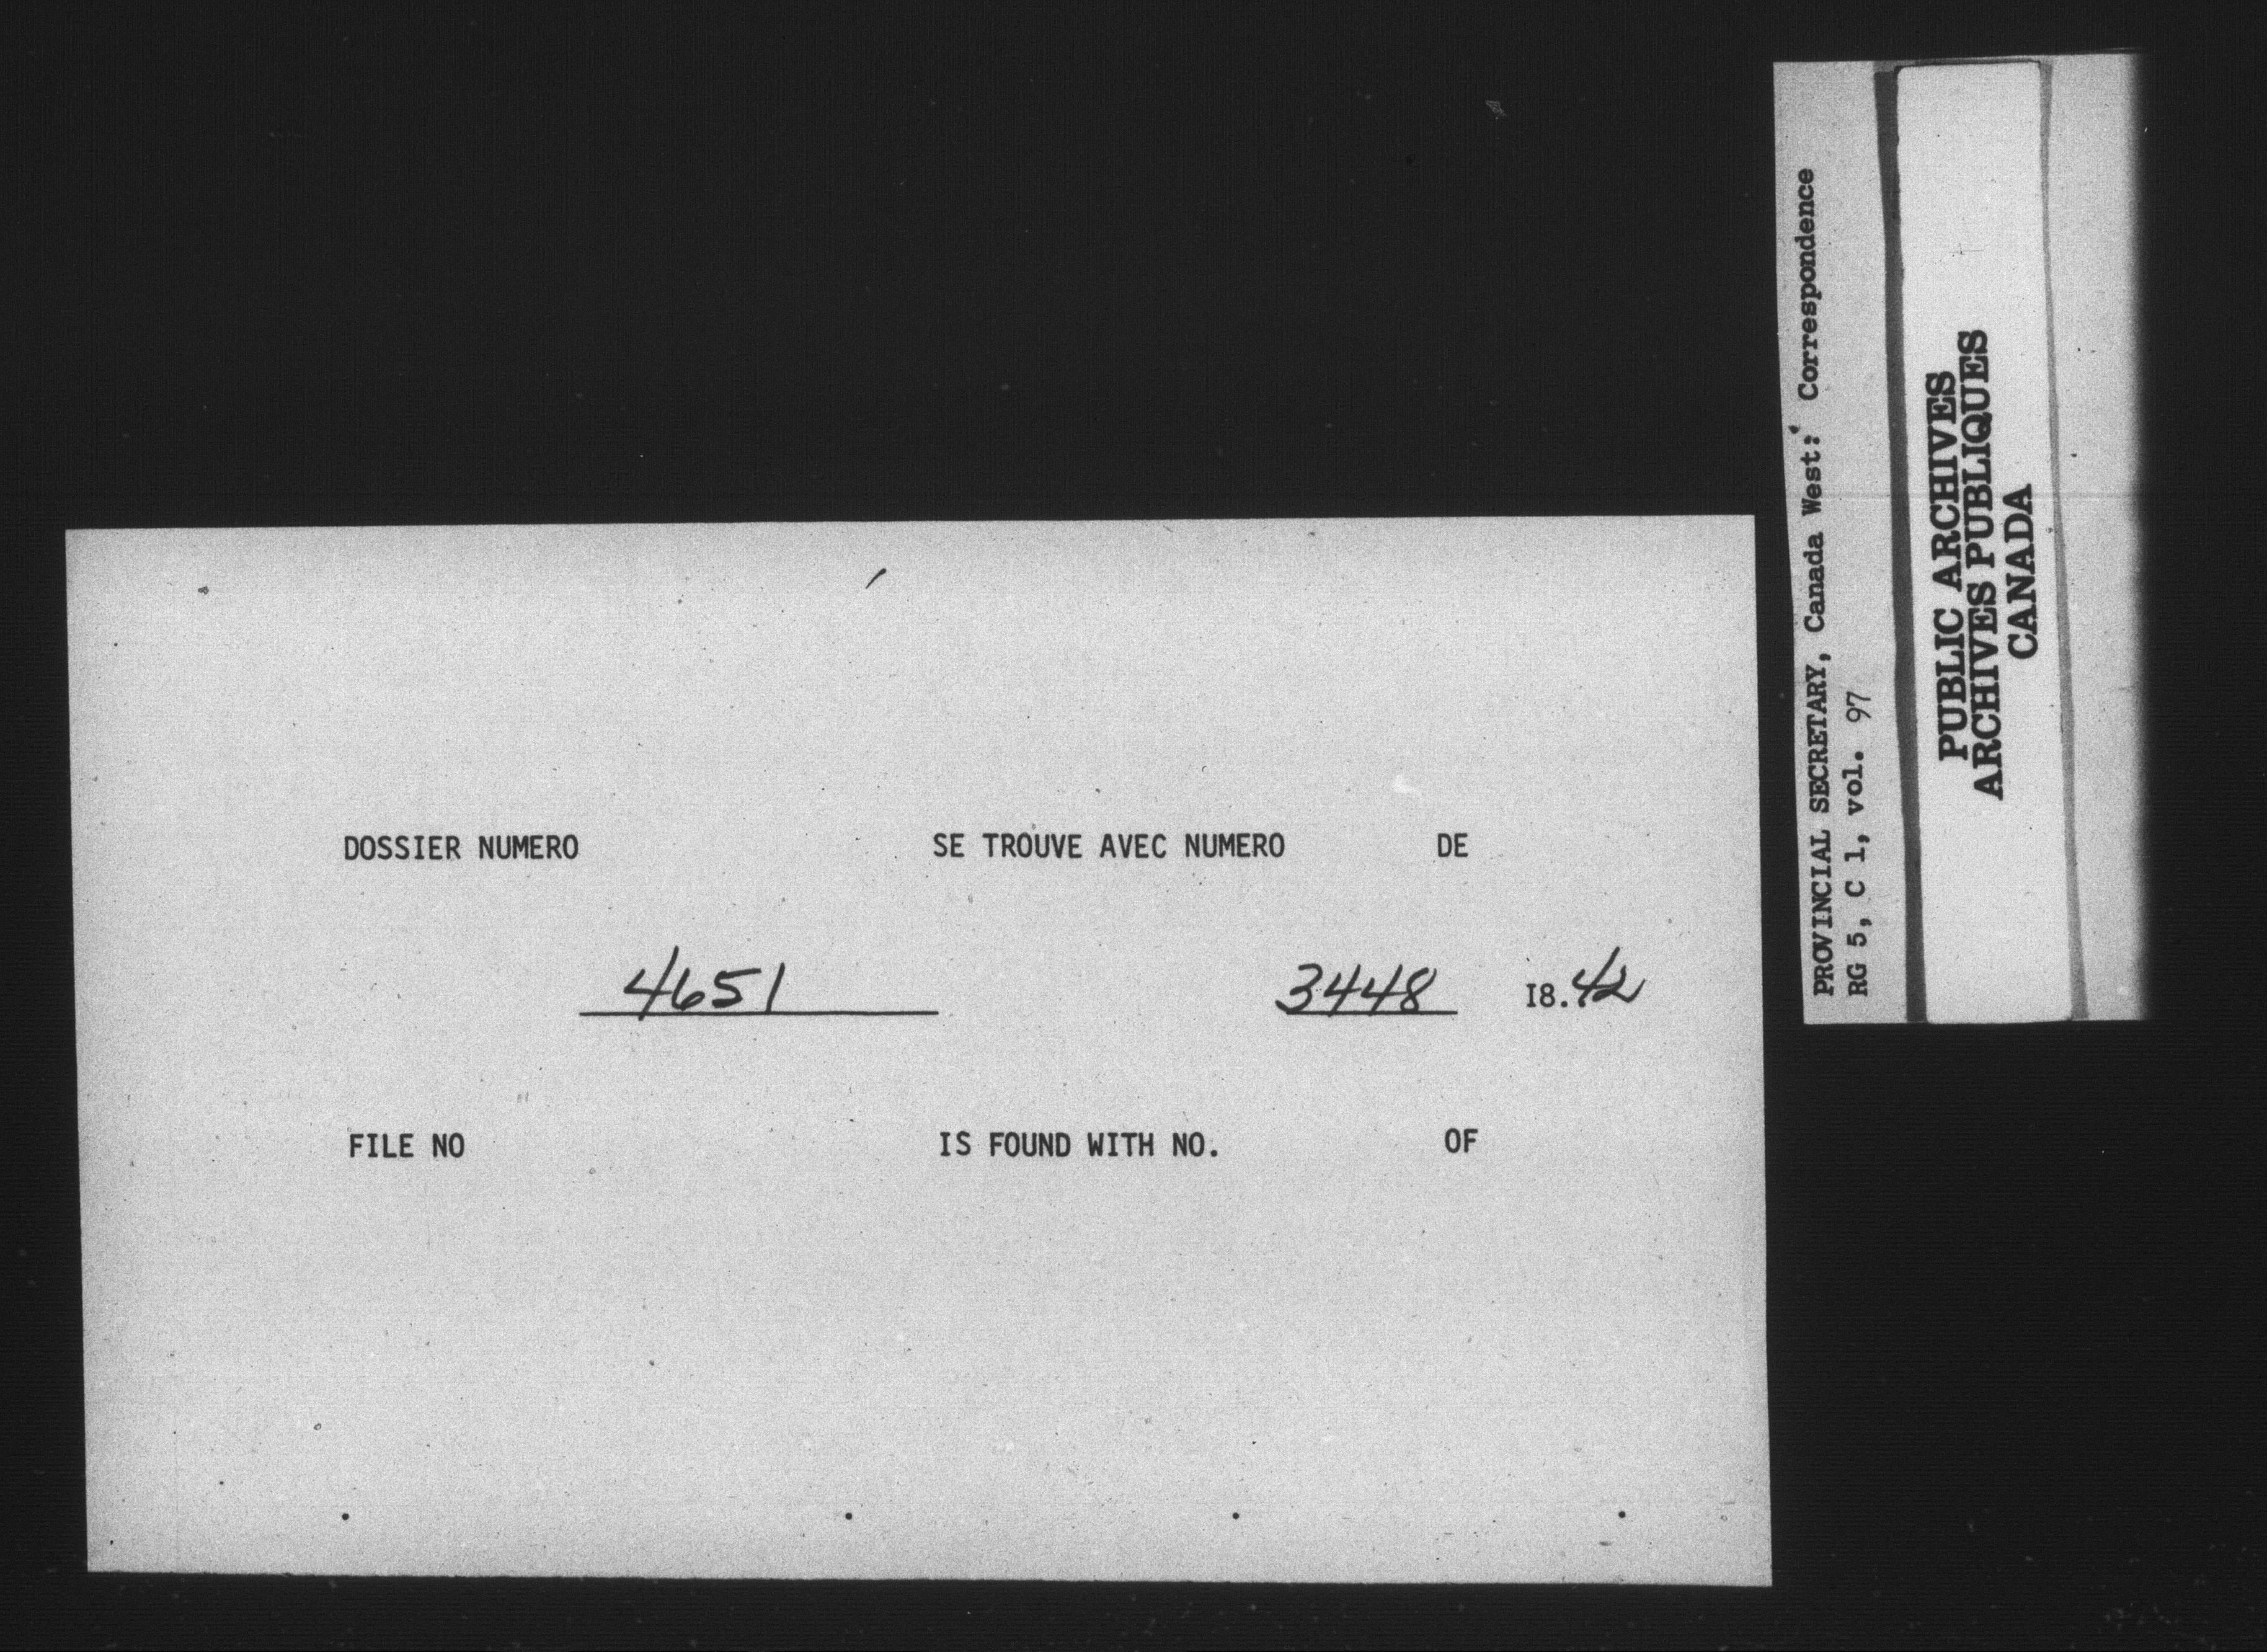 DOSSIER NUMERO SE TROUVE AVEC NUMERO DE
4651 3448 18.42
FILE NO IS FOUND WITH NO. OF
PROVINCIAL SECRETARY, Canada West: Correspondence
RG 5, C 1, vol. 97
PUBLIC ARCHIVES
ARCHIVES PUBLIQUES
CANADA